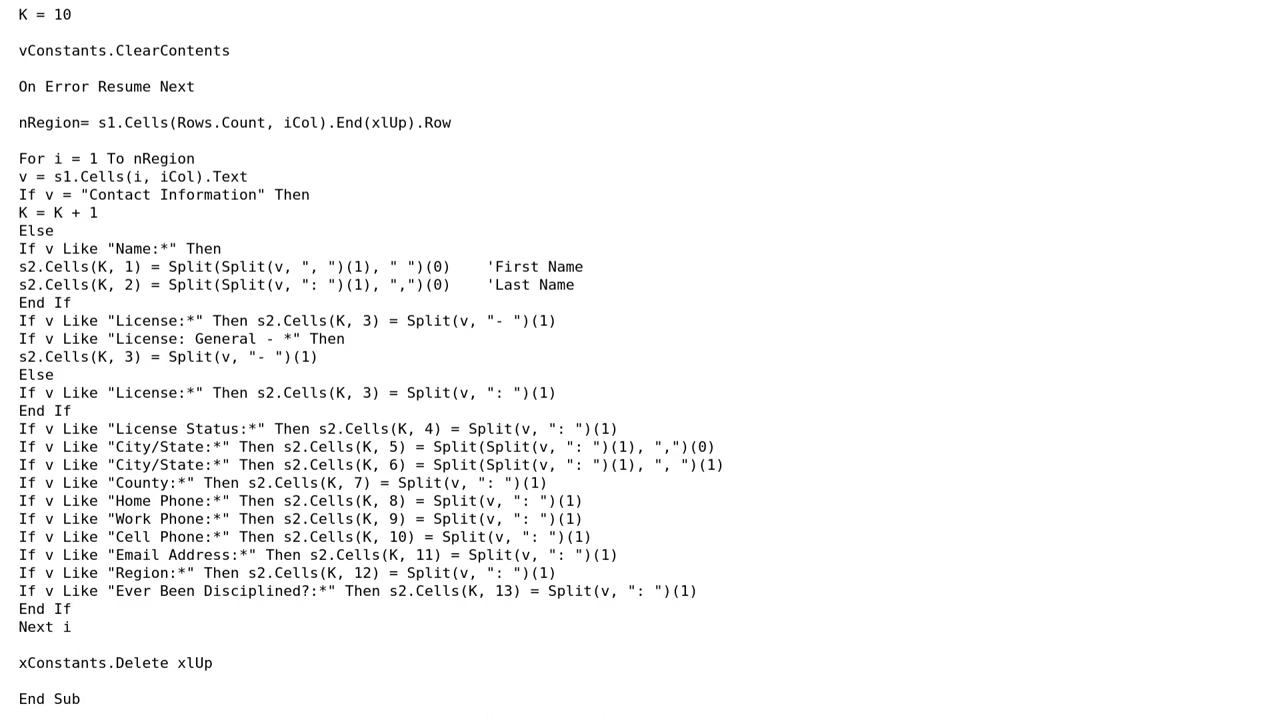 K = 10
vConstants.ClearContents
On Error Resume Next
nRegion= s1.Cells(Rows.Count, iCol).End(xlUp).Row
For i = 1 To nRegion
v = s1.Cells(i, iCol).Text
If v = "Contact Information" Then
K = K + 1
Else
If v Like "Name:*" Then
s2.Cells(K, 1) = Split(Split(v, ", ")(1), " ")(0)    'First Name
s2.Cells(K, 2) = Split(Split(v, ": ")(1), ",")(0)    'Last Name
End If
If v Like "License:*" Then s2.Cells(K, 3) = Split(v, "- ")(1)
If v Like "License: General - *" Then
s2.Cells(K, 3) = Split(v, "- ")(1)
Else
If v Like "License:*" Then s2.Cells(K, 3) = Split(v, ": ")(1)
End If
If v Like "License Status:*" Then s2.Cells(K, 4) = Split(v, ": ")(1)
If v Like "City/State:*" Then s2.Cells(K, 5) = Split(Split(v, ": ")(1), ",")(0)
If v Like "City/State:*" Then s2.Cells(K, 6) = Split(Split(v, ": ")(1), ", ")(1)
If v Like "County:*" Then s2.Cells(K, 7) = Split(v, ": ")(1)
If v Like "Home Phone:*" Then s2.Cells(K, 8) = Split(v, ": ")(1)
If v Like "Work Phone:*" Then s2.Cells(K, 9) = Split(v, ": ")(1)
If v Like "Cell Phone:*" Then s2.Cells(K, 10) = Split(v, ": ")(1)
If v Like "Email Address:*" Then s2.Cells(K, 11) = Split(v, ": ")(1)
If v Like "Region:*" Then s2.Cells(K, 12) = Split(v, ": ")(1)
If v Like "Ever Been Disciplined?:*" Then s2.Cells(K, 13) = Split(v, ": ")(1)
End If
Next i
xConstants.Delete xlUp
End Sub